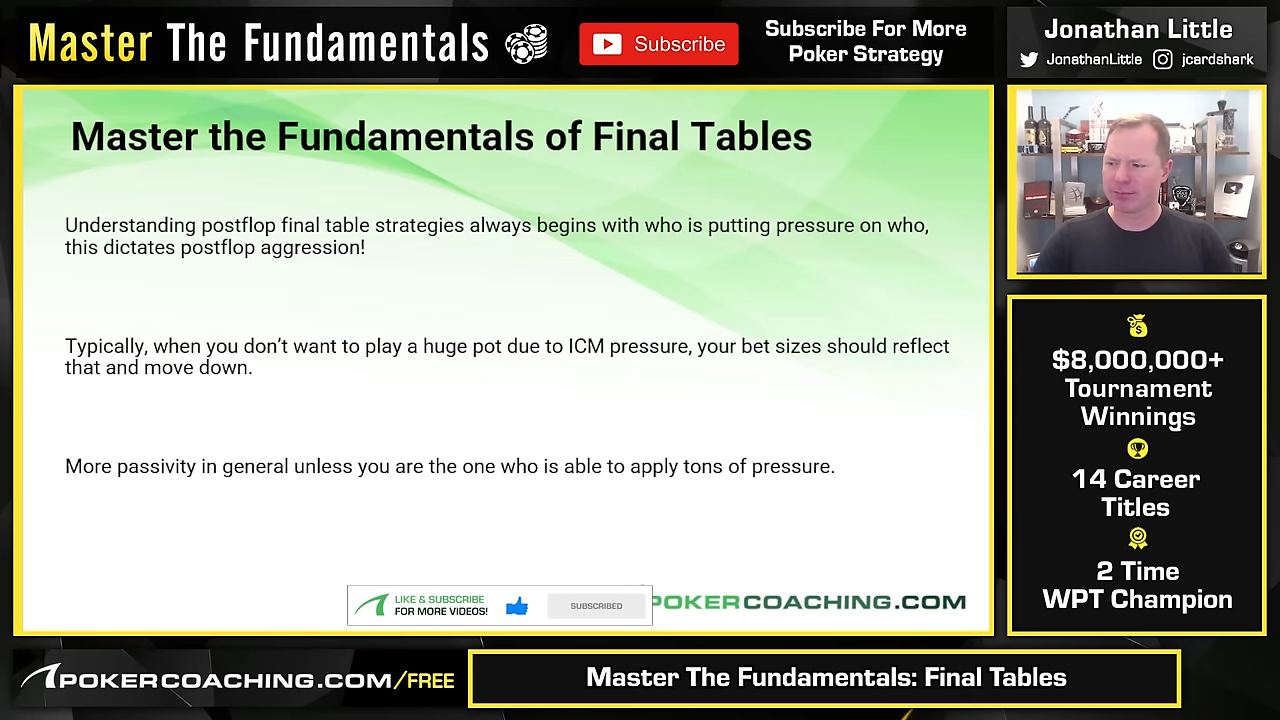 Master The Fundamentals
Subscribe
Subscribe For More
Poker Strategy
Jonathan Little
JonathanLittle
jcardshark
Master the Fundamentals of Final Tables
Understanding postflop final table strategies always begins with who is putting pressure on who,
this dictates postflop aggression!
Typically, when you don’t want to play a huge pot due to ICM pressure, your bet sizes should reflect
that and move down.
More passivity in general unless you are the one who is able to apply tons of pressure.
LIKE & SUBSCRIBE
FOR MORE VIDEOS!
SUBSCRIBED
POKERCOACHING.COM
$8,000,000+
Tournament
Winnings
14 Career
Titles
2 Time
WPT Champion
POKERCOACHING.COM/FREE
Master The Fundamentals: Final Tables